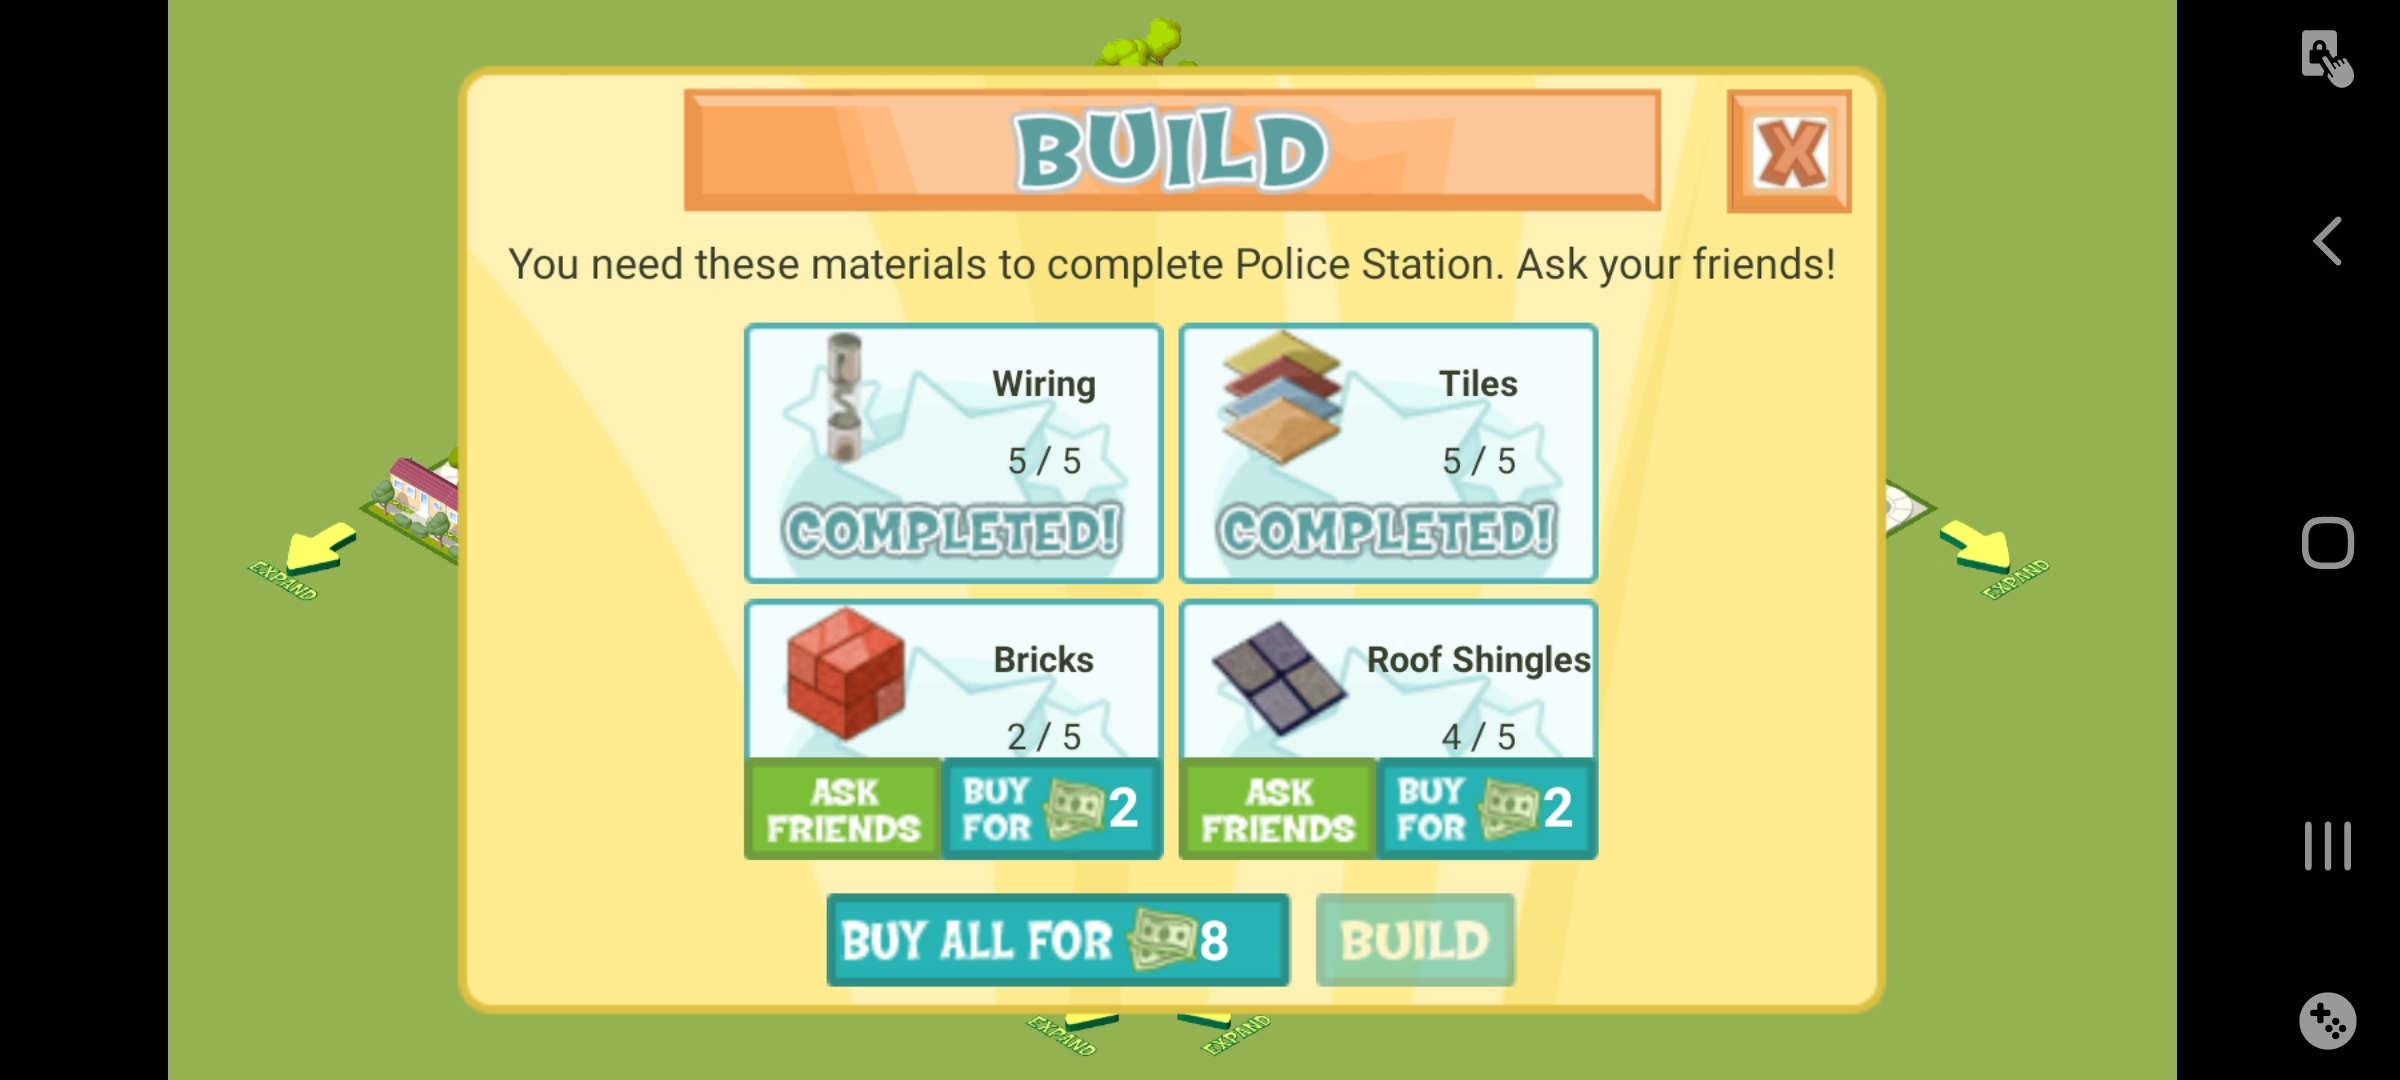 BUILD
X
You need these materials to complete Police Station. Ask your friends!
Wiring
5 / 5
COMPLETED!
Tiles
5 / 5
COMPLETED!
Bricks
2 / 5
ASK
FRIENDS
BUY
FOR 2
Roof Shingles
4 / 5
ASK
FRIENDS
BUY
FOR 2
BUY ALL FOR 8
BUILD
EXPAND
EXPAND
EXPAND
EXPAND